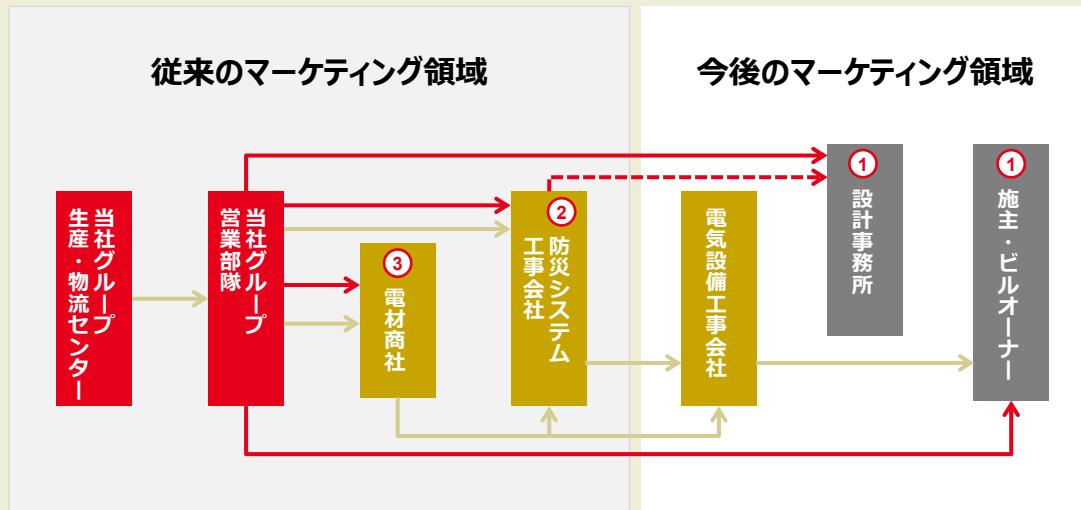 従来のマーケティング領域
今後のマーケティング領域
当社グループ
生産・物流センター
当社グループ
営業部隊
③
電材商社
②
防災システム
工事会社
電気設備工事会社
①
設計事務所
①
施主・ビルオーナー